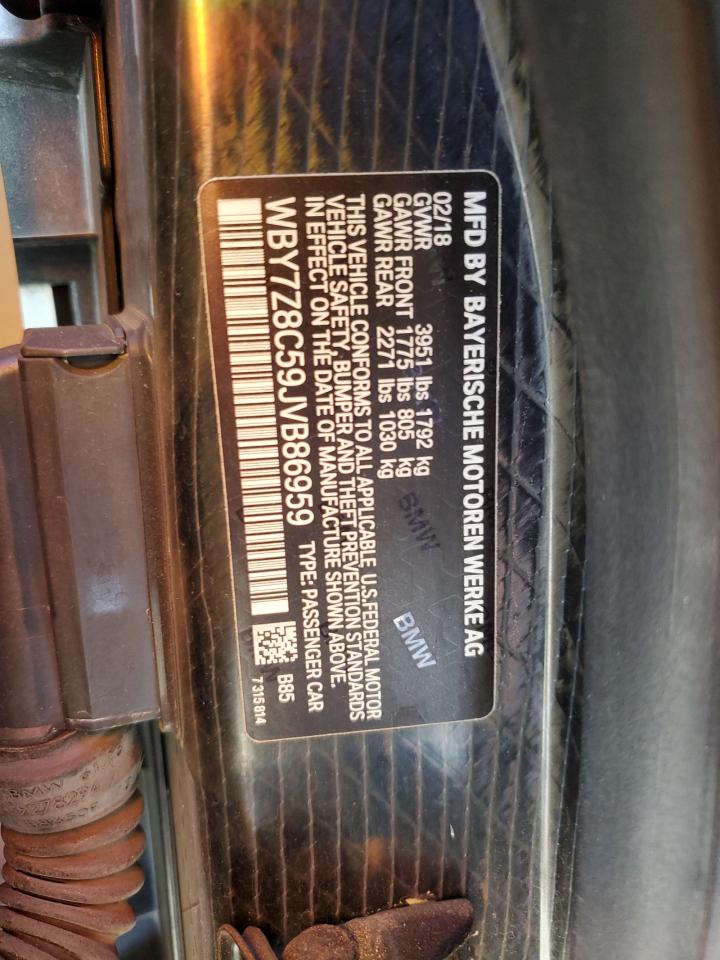 MFD BY BAYERISCHE MOTOREN WERKE AG
02/18
GVWR 3951 lbs 1792 kg
GAWR FRONT 1775 lbs 805 kg
GAWR REAR 2271 lbs 1030 kg
BMW
BMW
THIS VEHICLE CONFORMS TO ALL APPLICABLE U.S.FEDERAL MOTOR
VEHICLE SAFETY, BUMPER AND THEFT PREVENTION STANDARDS
IN EFFECT ON THE DATE OF MANUFACTURE SHOWN ABOVE.
WBY7Z8C59JVB86959 TYPE: PASSENGER CAR
B85
7315814
BMW